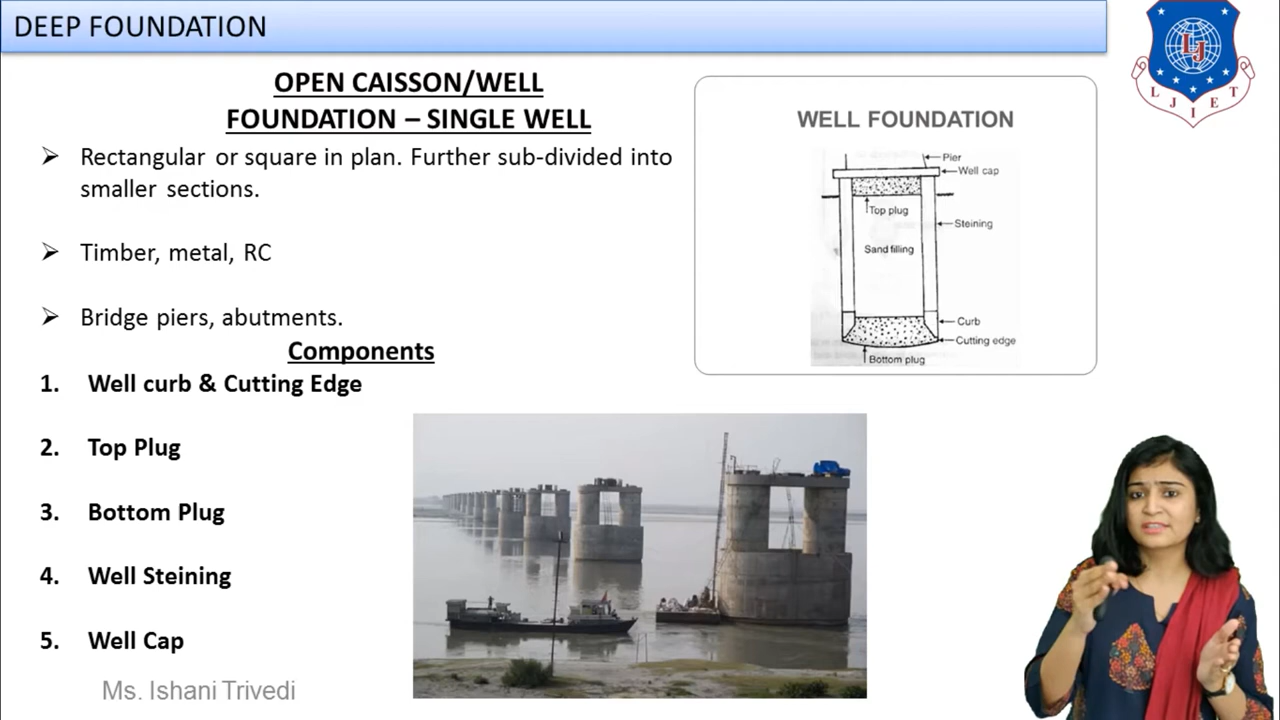 DEEP FOUNDATION
OPEN CAISSON/WELL
FOUNDATION – SINGLE WELL
➢ Rectangular or square in plan. Further sub-divided into
smaller sections.
➢ Timber, metal, RC
➢ Bridge piers, abutments.
Components
1. Well curb & Cutting Edge
2. Top Plug
3. Bottom Plug
4. Well Steining
5. Well Cap
Ms. Ishani Trivedi
WELL FOUNDATION
Pier
Well cap
Top plug
Steining
Sand filling
Curb
Cutting edge
Bottom plug
LJ
LJIET